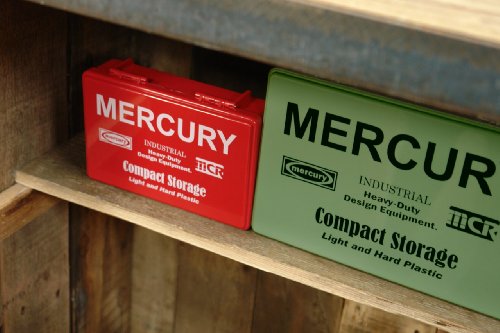 MERCURY
mercury
INDUSTRIAL
Heavy-Duty
Design Equipment.
MCR
Compact Storage
Light and Hard Plastic
MERCURY
mercury
INDUSTRIAL
Heavy-Duty
Design Equipment.
MCR
Compact Storage
Light and Hard Plastic